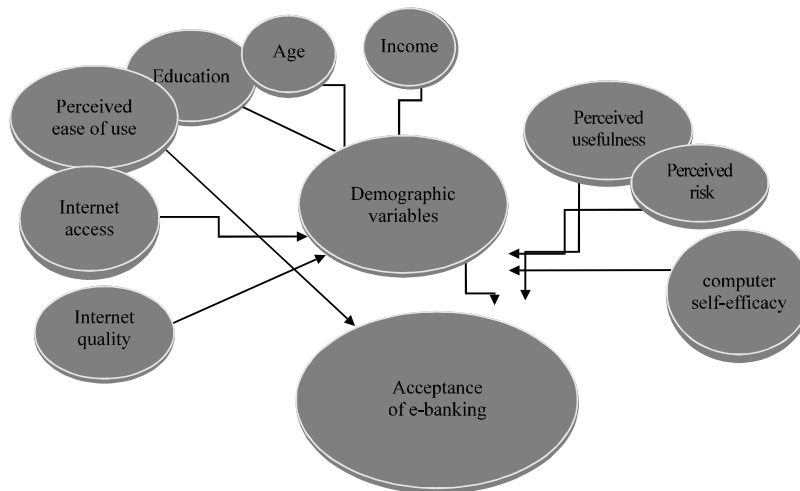 Income
Age
Education
Perceived
ease of use
Perceived
usefulness
Perceived
risk
Demographic
variables
Internet
access
computer
self-efficacy
Internet
quality
Acceptance
of e-banking